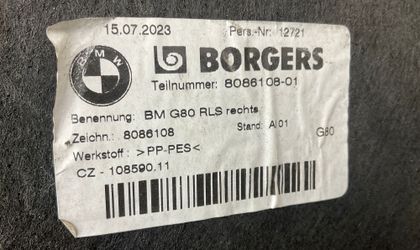 15.07.2023 Pers.-Nr: 12721
BMW BORGERS
Teilnummer: 8086108-01
Benennung: BM G80 RLS rechts
Zeichn.: 8086108 Stand: AI01 G80
Werkstoff: >PP-PES<
CZ - 108590.11